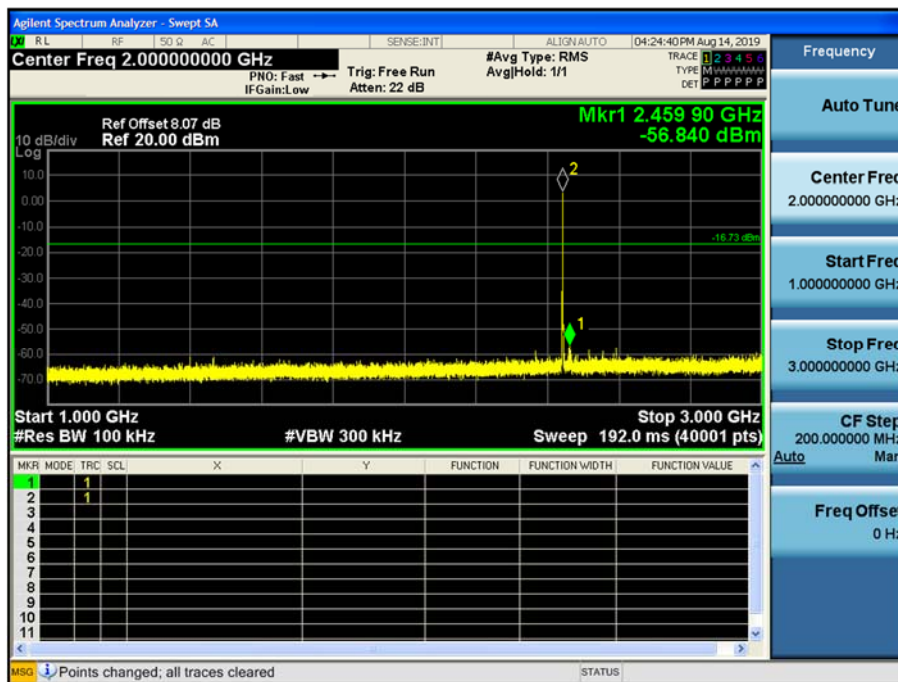 Agilent Spectrum Analyzer - Swept SA
LXI RL RF 50 Ω AC SENSE:INT ALIGN AUTO 04:24:40 PM Aug 14, 2019
Center Freq 2.000000000 GHz
PNO: Fast
IFGain:Low
Trig: Free Run
Atten: 22 dB
#Avg Type: RMS
Avg|Hold: 1/1
TRACE 1 2 3 4 5 6
TYPE M W W W W W
DET P P P P P P
Frequency
Mkr1 2.459 90 GHz
-56.840 dBm
Ref Offset 8.07 dB
10 dB/div Ref 20.00 dBm
Log
10.0
0.00
-10.0
-20.0
-30.0
-40.0
-50.0
-60.0
-70.0
2
-16.73 dBm
1
Start 1.000 GHz Stop 3.000 GHz
#Res BW 100 kHz #VBW 300 kHz Sweep 192.0 ms (40001 pts)
MKR MODE TRC SCL X Y FUNCTION FUNCTION WIDTH FUNCTION VALUE
1 1
2 1
3
4
5
6
7
8
9
10
11
MSG Points changed; all traces cleared STATUS
Auto Tune
Center Freq
2.000000000 GHz
Start Freq
1.000000000 GHz
Stop Freq
3.000000000 GHz
CF Step
200.000000 MHz
Auto Man
Freq Offset
0 Hz